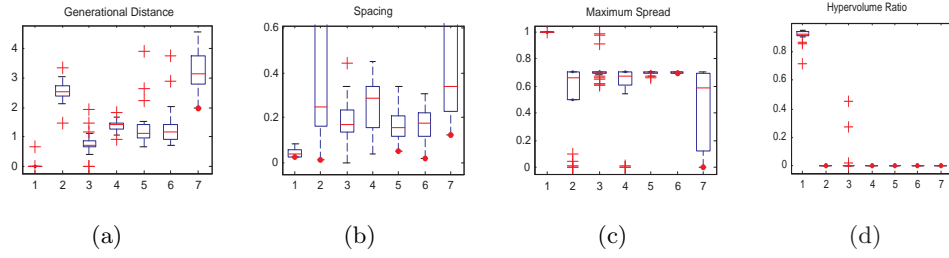 Generational Distance
4
3
2
1
0
1 2 3 4 5 6 7
(a)
Spacing
0.6
0.4
0.2
0
1 2 3 4 5 6 7
(b)
Maximum Spread
1
0.8
0.6
0.4
0.2
0
1 2 3 4 5 6 7
(c)
Hypervolume Ratio
0.8
0.6
0.4
0.2
0
1 2 3 4 5 6 7
(d)